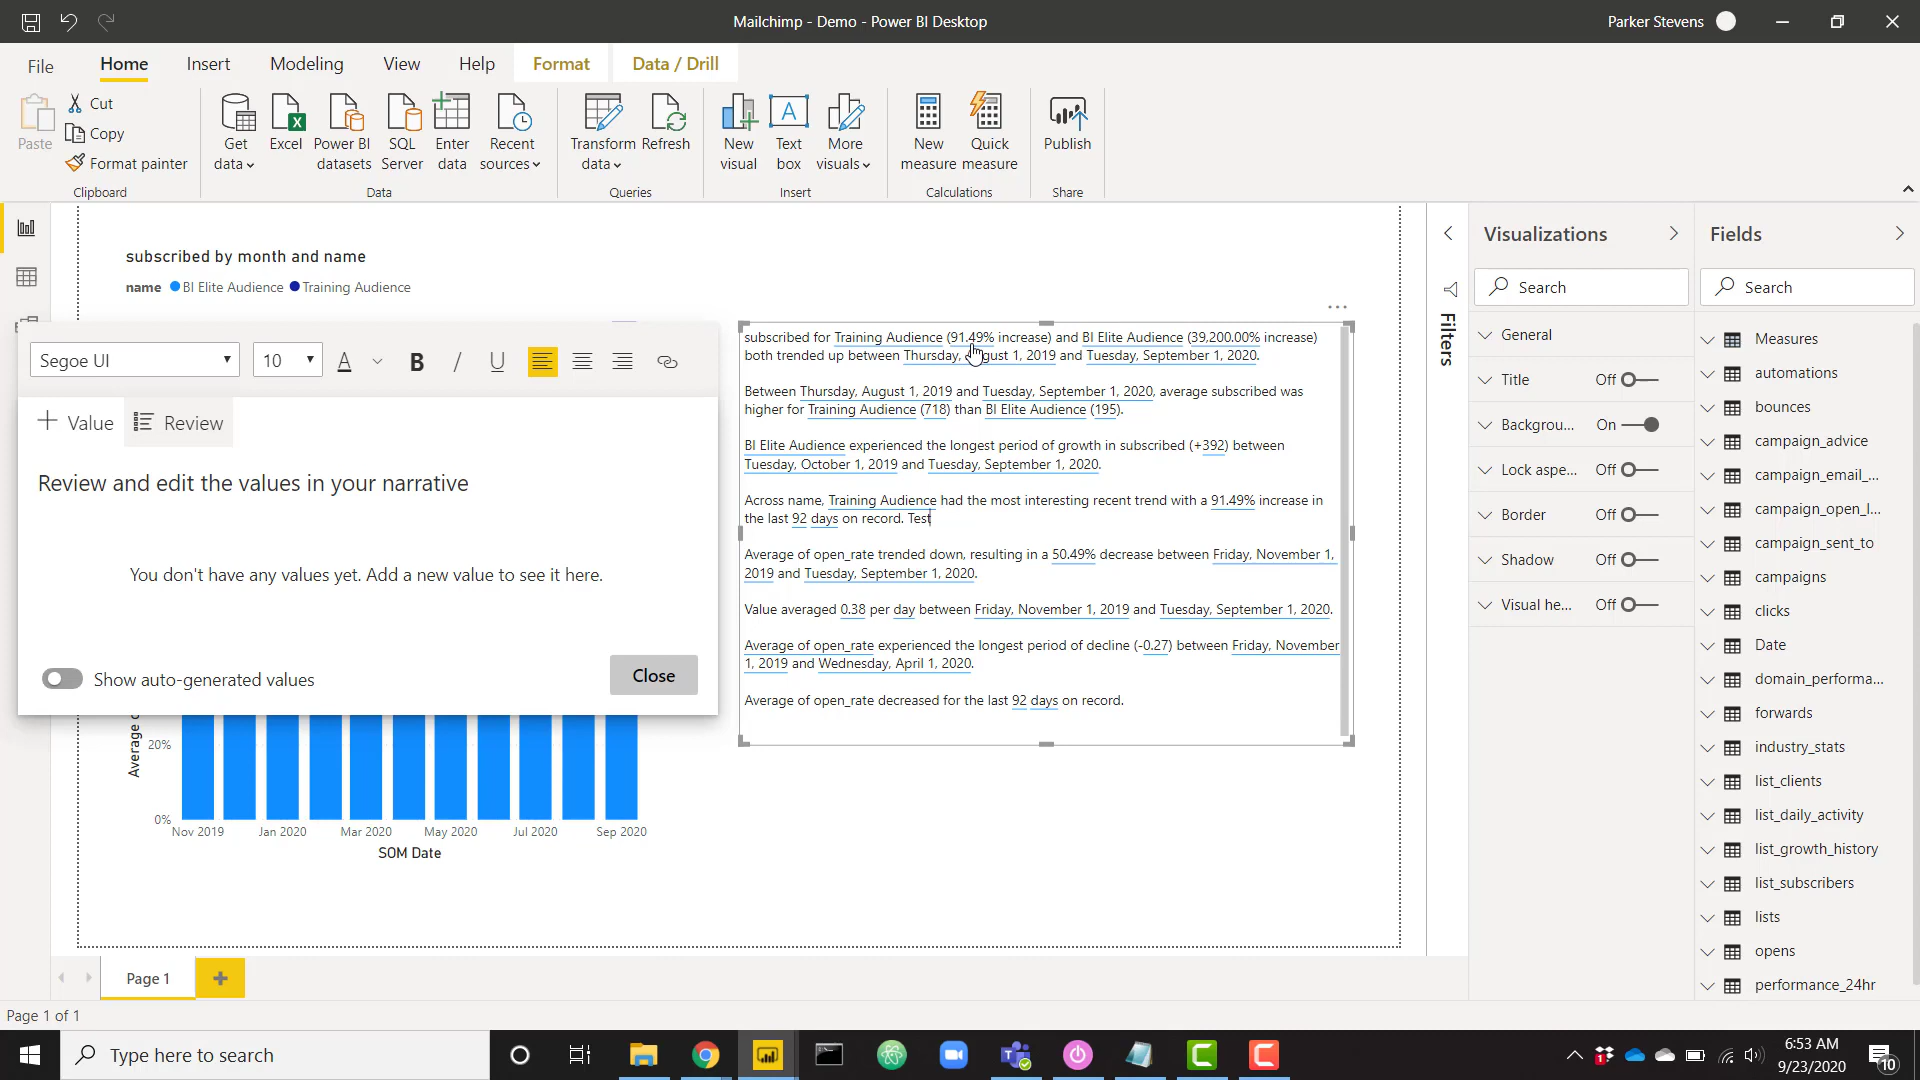 Mailchimp - Demo - Power BI Desktop
Parker Stevens
File
Home
Insert
Modeling
View
Help
Format
Data / Drill
Paste
Cut
Copy
Format painter
Clipboard
Get data
Excel
Power BI datasets
SQL Server
Enter data
Recent sources
Data
Transform data
Refresh
Queries
New visual
Text box
More visuals
Insert
New measure
Quick measure
Calculations
Publish
Share
subscribed by month and name
name BI Elite Audience Training Audience
Segoe UI
10
A
B
I
U
Value
Review
Review and edit the values in your narrative
You don't have any values yet. Add a new value to see it here.
Show auto-generated values
Close
subscribed for Training Audience (91.49% increase) and BI Elite Audience (39,200.00% increase)
both trended up between Thursday, August 1, 2019 and Tuesday, September 1, 2020.
Between Thursday, August 1, 2019 and Tuesday, September 1, 2020, average subscribed was
higher for Training Audience (718) than BI Elite Audience (195).
BI Elite Audience experienced the longest period of growth in subscribed (+392) between
Tuesday, October 1, 2019 and Tuesday, September 1, 2020.
Across name, Training Audience had the most interesting recent trend with a 91.49% increase in
the last 92 days on record. Test
Average of open_rate trended down, resulting in a 50.49% decrease between Friday, November 1,
2019 and Tuesday, September 1, 2020.
Value averaged 0.38 per day between Friday, November 1, 2019 and Tuesday, September 1, 2020.
Average of open_rate experienced the longest period of decline (-0.27) between Friday, November
1, 2019 and Wednesday, April 1, 2020.
Average of open_rate decreased for the last 92 days on record.
Average
20%
0%
Nov 2019
Jan 2020
Mar 2020
May 2020
Jul 2020
Sep 2020
SOM Date
Filters
Visualizations
Search
General
Title Off
Backgrou... On
Lock aspe... Off
Border Off
Shadow Off
Visual he... Off
Fields
Search
Measures
automations
bounces
campaign_advice
campaign_email_...
campaign_open_l...
campaign_sent_to
campaigns
clicks
Date
domain_performa...
forwards
industry_stats
list_clients
list_daily_activity
list_growth_history
list_subscribers
lists
opens
performance_24hr
Page 1
Page 1 of 1
Type here to search
6:53 AM
9/23/2020
10